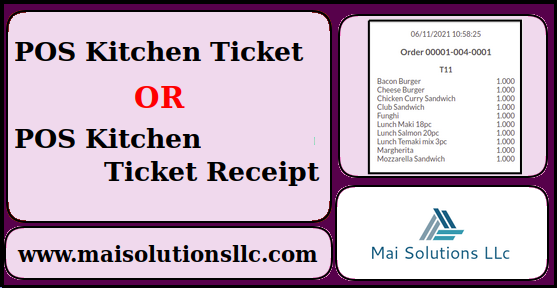 POS Kitchen Ticket
OR
POS Kitchen
Ticket Receipt
www.maisolutionsllc.com
06/11/2021 10:58:25
Order 00001-004-0001
T11
Bacon Burger 1.000
Cheese Burger 1.000
Chicken Curry Sandwich 1.000
Club Sandwich 1.000
Funghi 1.000
Lunch Maki 18pc 1.000
Lunch Salmon 20pc 1.000
Lunch Temaki mix 3pc 1.000
Margherita 1.000
Mozzarella Sandwich 1.000
Mai Solutions LLc